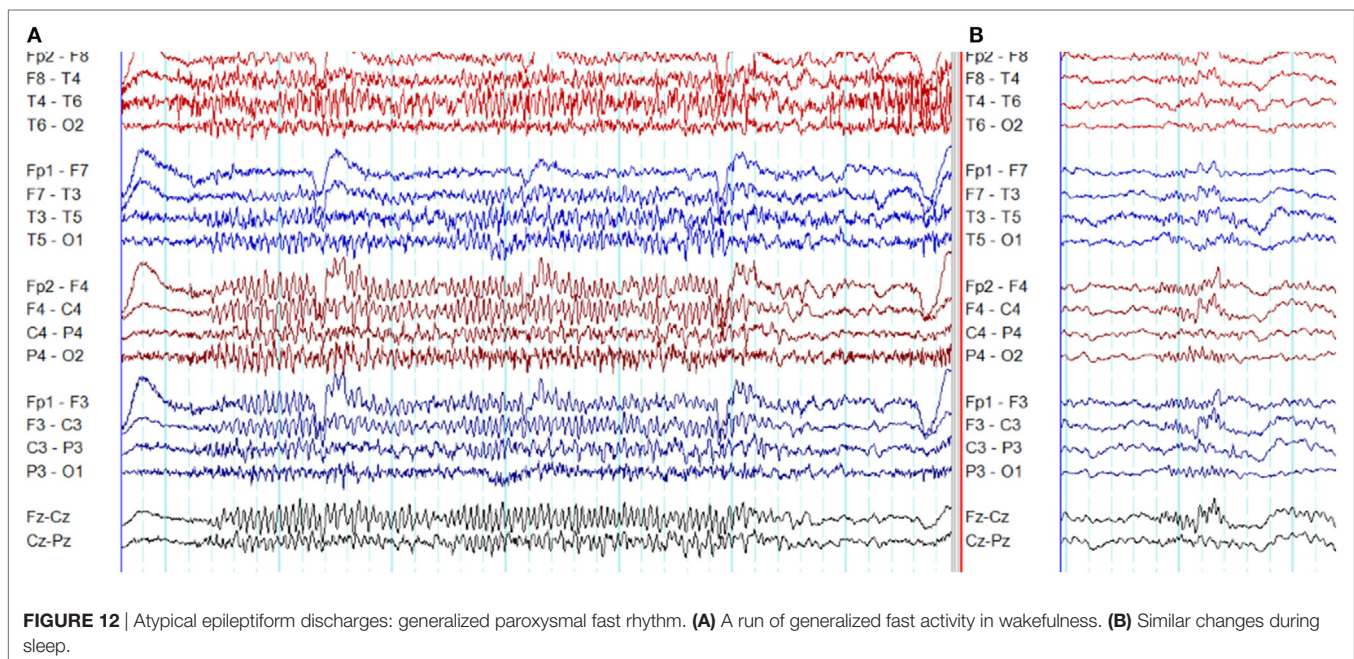 A
Fp2 - F8
F8 - T4
T4 - T6
T6 - O2
Fp1 - F7
F7 - T3
T3 - T5
T5 - O1
Fp2 - F4
F4 - C4
C4 - P4
P4 - O2
Fp1 - F3
F3 - C3
C3 - P3
P3 - O1
Fz-Cz
Cz-Pz
B
Fp2 - F8
F8 - T4
T4 - T6
T6 - O2
Fp1 - F7
F7 - T3
T3 - T5
T5 - O1
Fp2 - F4
F4 - C4
C4 - P4
P4 - O2
Fp1 - F3
F3 - C3
C3 - P3
P3 - O1
Fz-Cz
Cz-Pz
FIGURE 12 | Atypical epileptiform discharges: generalized paroxysmal fast rhythm. (A) A run of generalized fast activity in wakefulness. (B) Similar changes during
sleep.